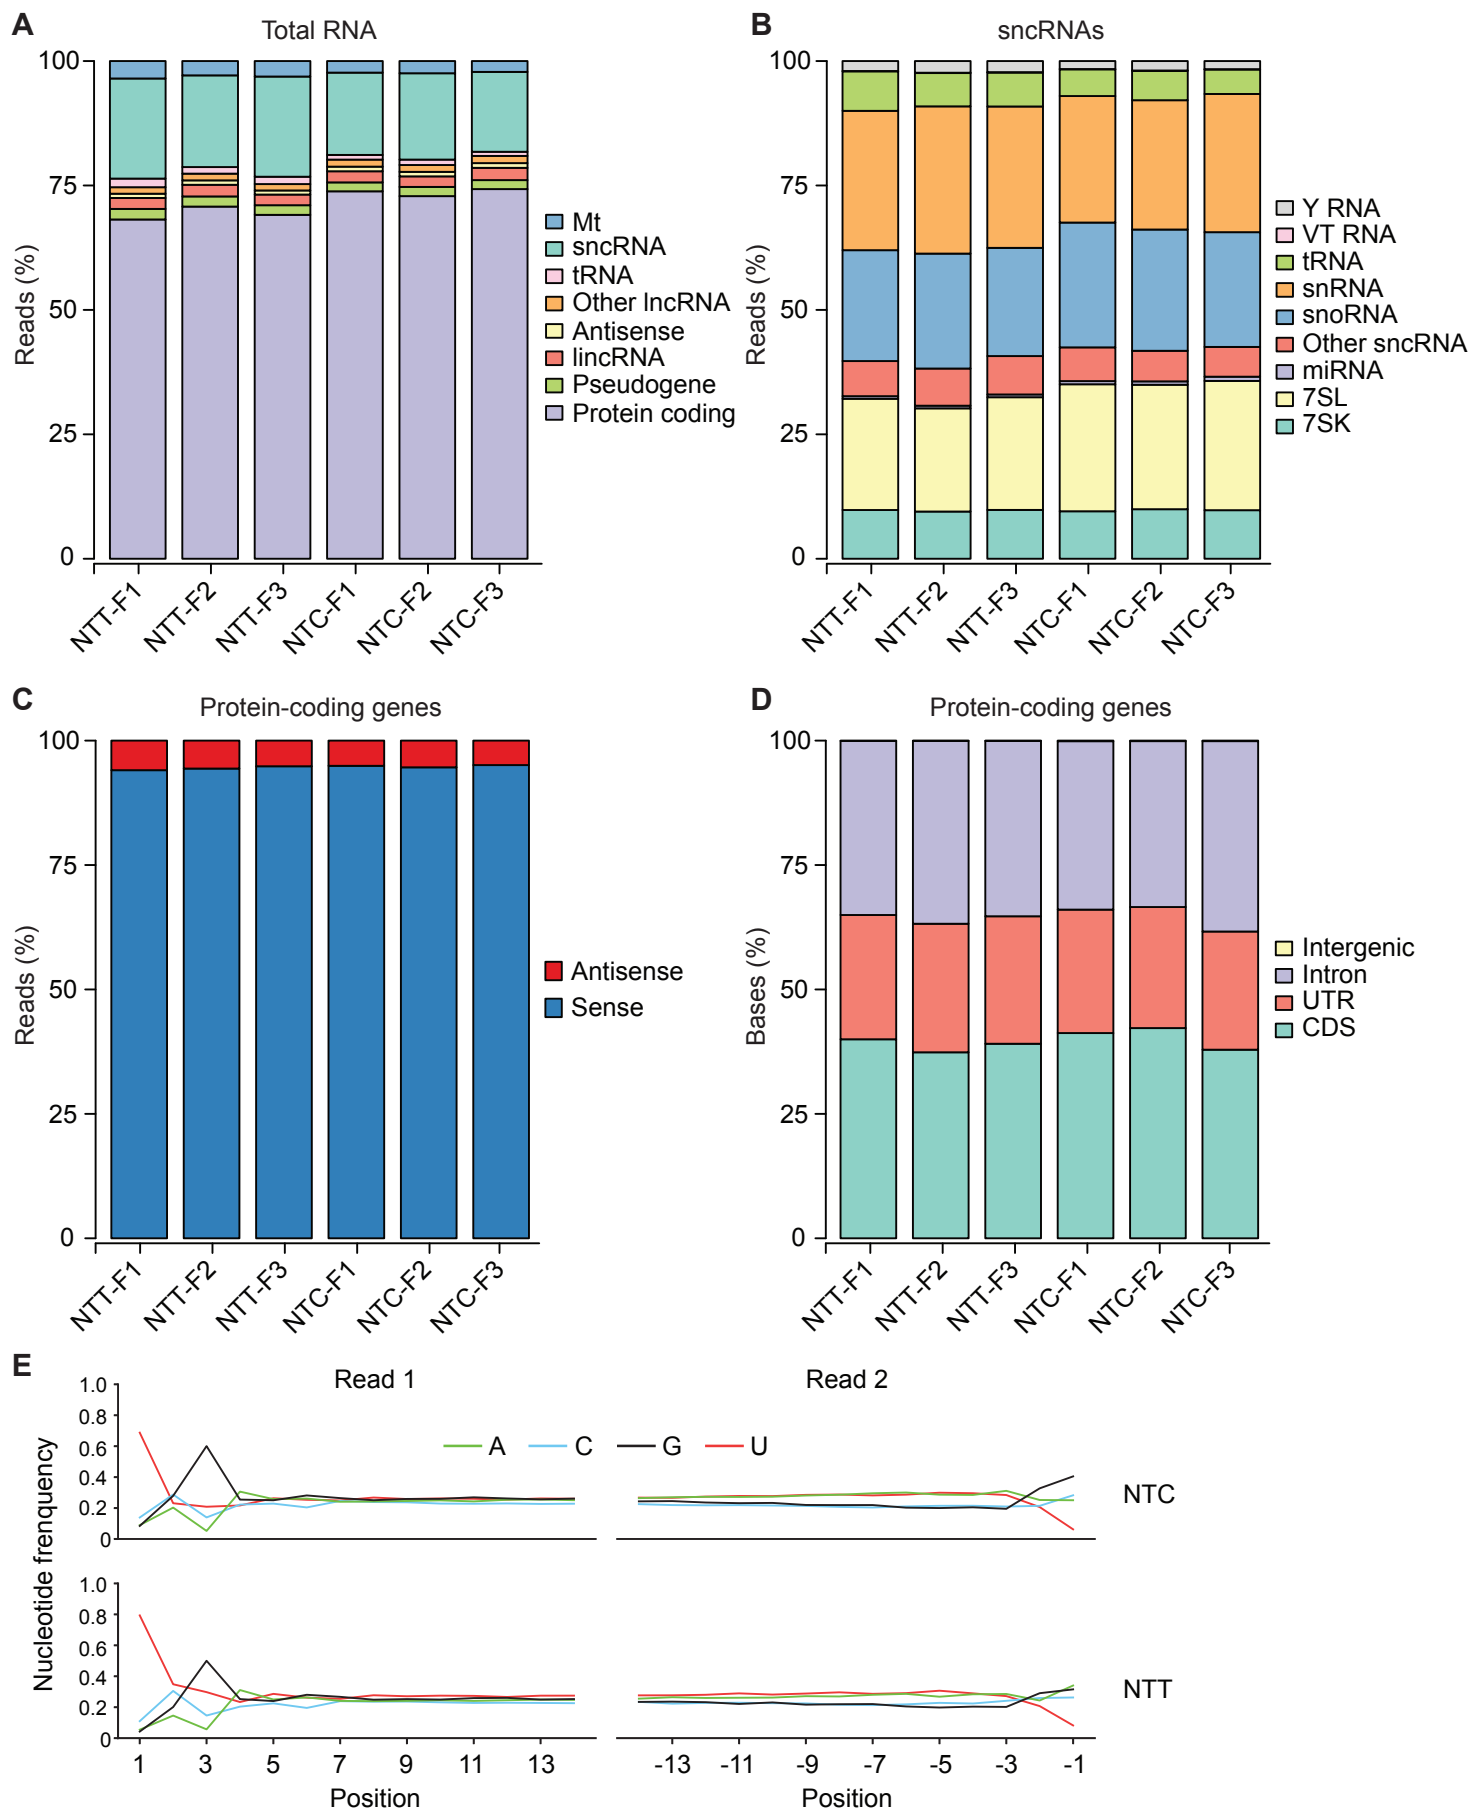 A
Total RNA
100
75
50
25
0
Reads (%)
NTT-F1
NTT-F2
NTT-F3
NTC-F1
NTC-F2
NTC-F3
Mt
sncRNA
tRNA
Other lncRNA
Antisense
lincRNA
Pseudogene
Protein coding
B
sncRNAs
100
75
50
25
0
Reads (%)
NTT-F1
NTT-F2
NTT-F3
NTC-F1
NTC-F2
NTC-F3
Y RNA
VT RNA
tRNA
snRNA
snoRNA
Other sncRNA
miRNA
7SL
7SK
C
Protein-coding genes
100
75
50
25
0
Reads (%)
NTT-F1
NTT-F2
NTT-F3
NTC-F1
NTC-F2
NTC-F3
Antisense
Sense
D
Protein-coding genes
100
75
50
25
0
Bases (%)
NTT-F1
NTT-F2
NTT-F3
NTC-F1
NTC-F2
NTC-F3
Intergenic
Intron
UTR
CDS
E
Read 1
Read 2
Nucleotide frenquency
1.0
0.8
0.6
0.4
0.2
0
A C G U
NTC
1.0
0.8
0.6
0.4
0.2
0
NTT
1 3 5 7 9 11 13
-13 -11 -9 -7 -5 -3 -1
Position
Position